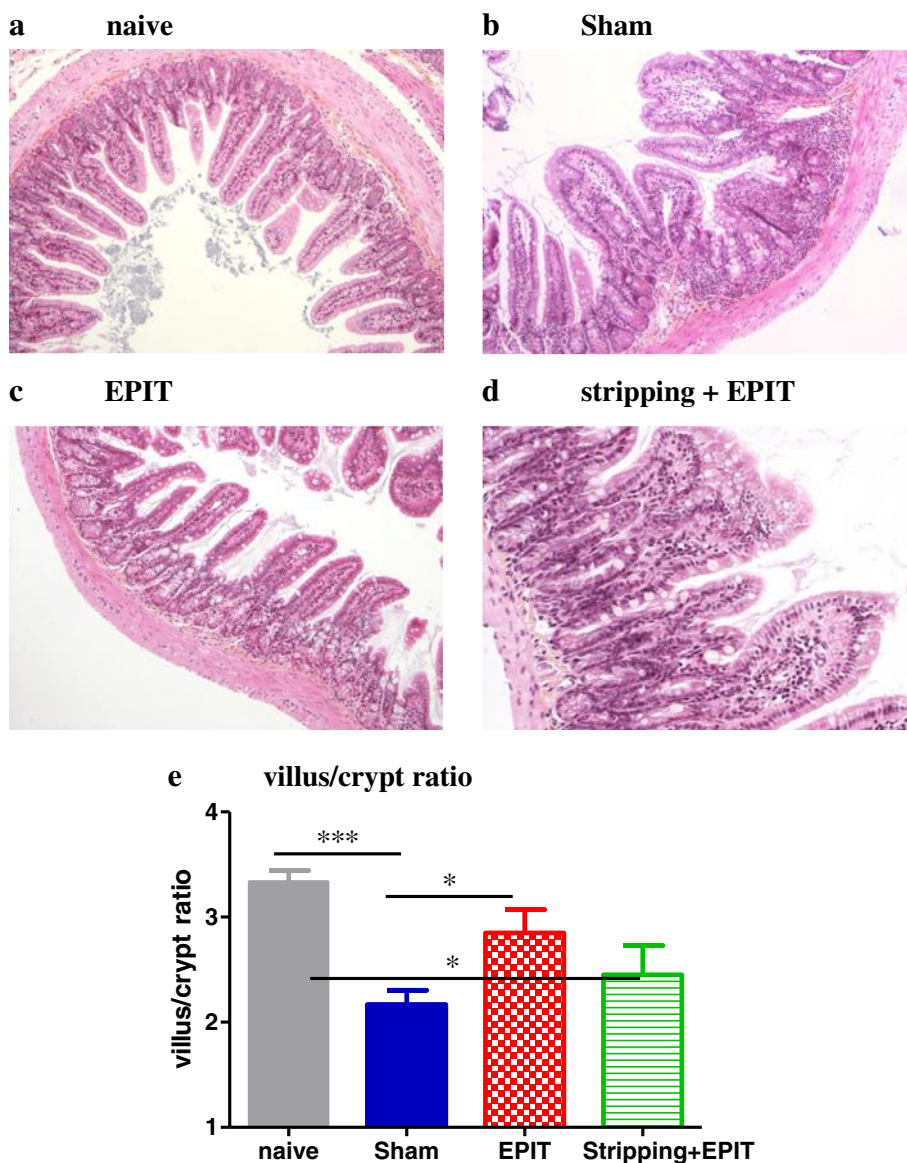 a naive
b Sham
c EPIT
d stripping + EPIT
e villus/crypt ratio
villus/crypt ratio
4
3
2
1
***
*
*
naive Sham EPIT Stripping+EPIT